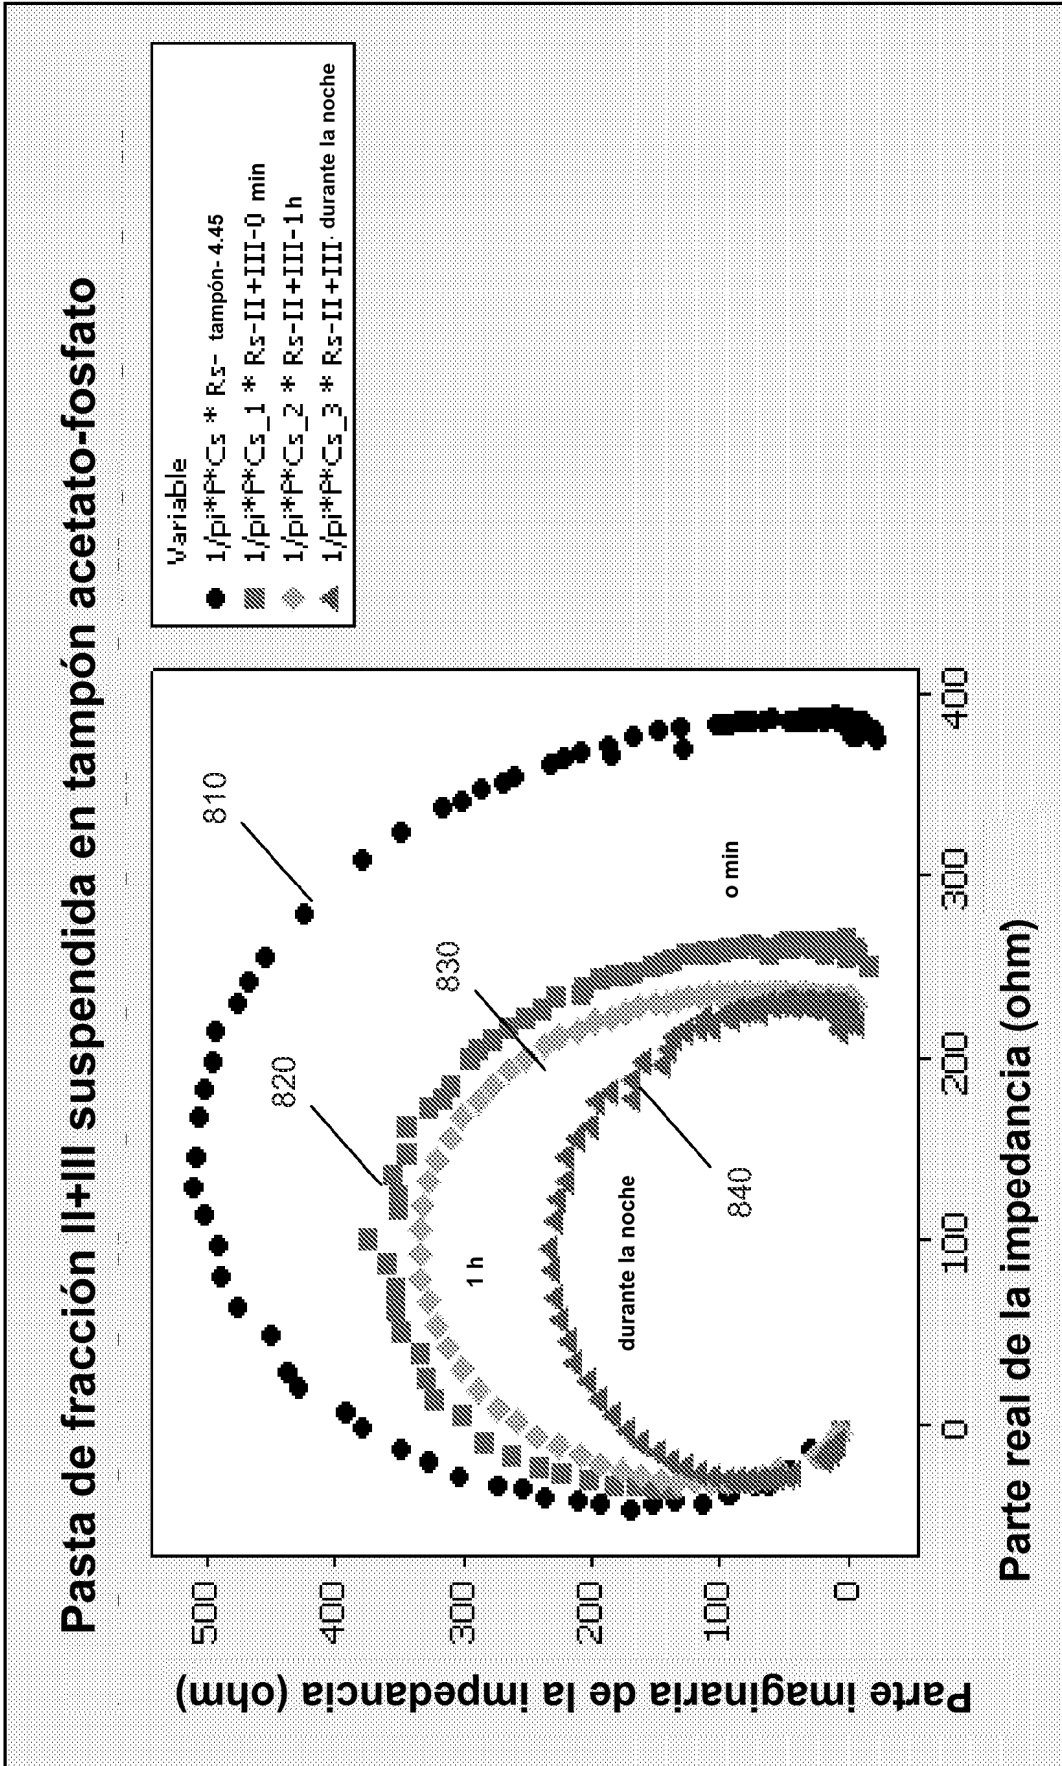 Pasta de fracción II+III suspendida en tampón acetato-fosfato
Parte imaginaria de la impedancia (ohm)
500
400
300
200
100
0
810
820
830
840
1 h
durante la noche
o min
0
100
200
300
400
Parte real de la impedancia (ohm)
Variable
1/pi*F*Cs * Rs- tampón-4.45
1/pi*F*Cs_1 * Rs-II+III-0 min
1/pi*F*Cs_2 * Rs-II+III-1h
1/pi*F*Cs_3 * Rs-II+III- durante la noche